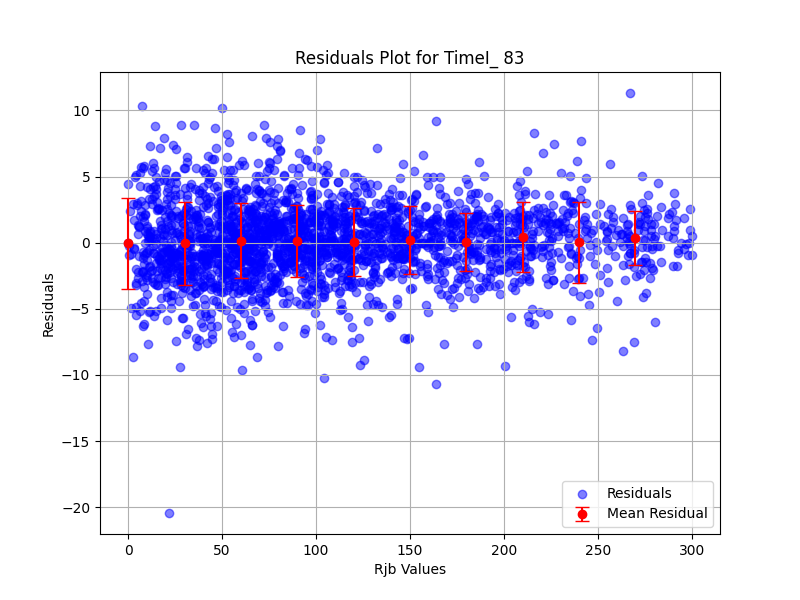 Residuals Plot for TimeI_ 83
10
5
0
−5
−10
−15
−20
Residuals
0 50 100 150 200 250 300
Rjb Values
Residuals
Mean Residual